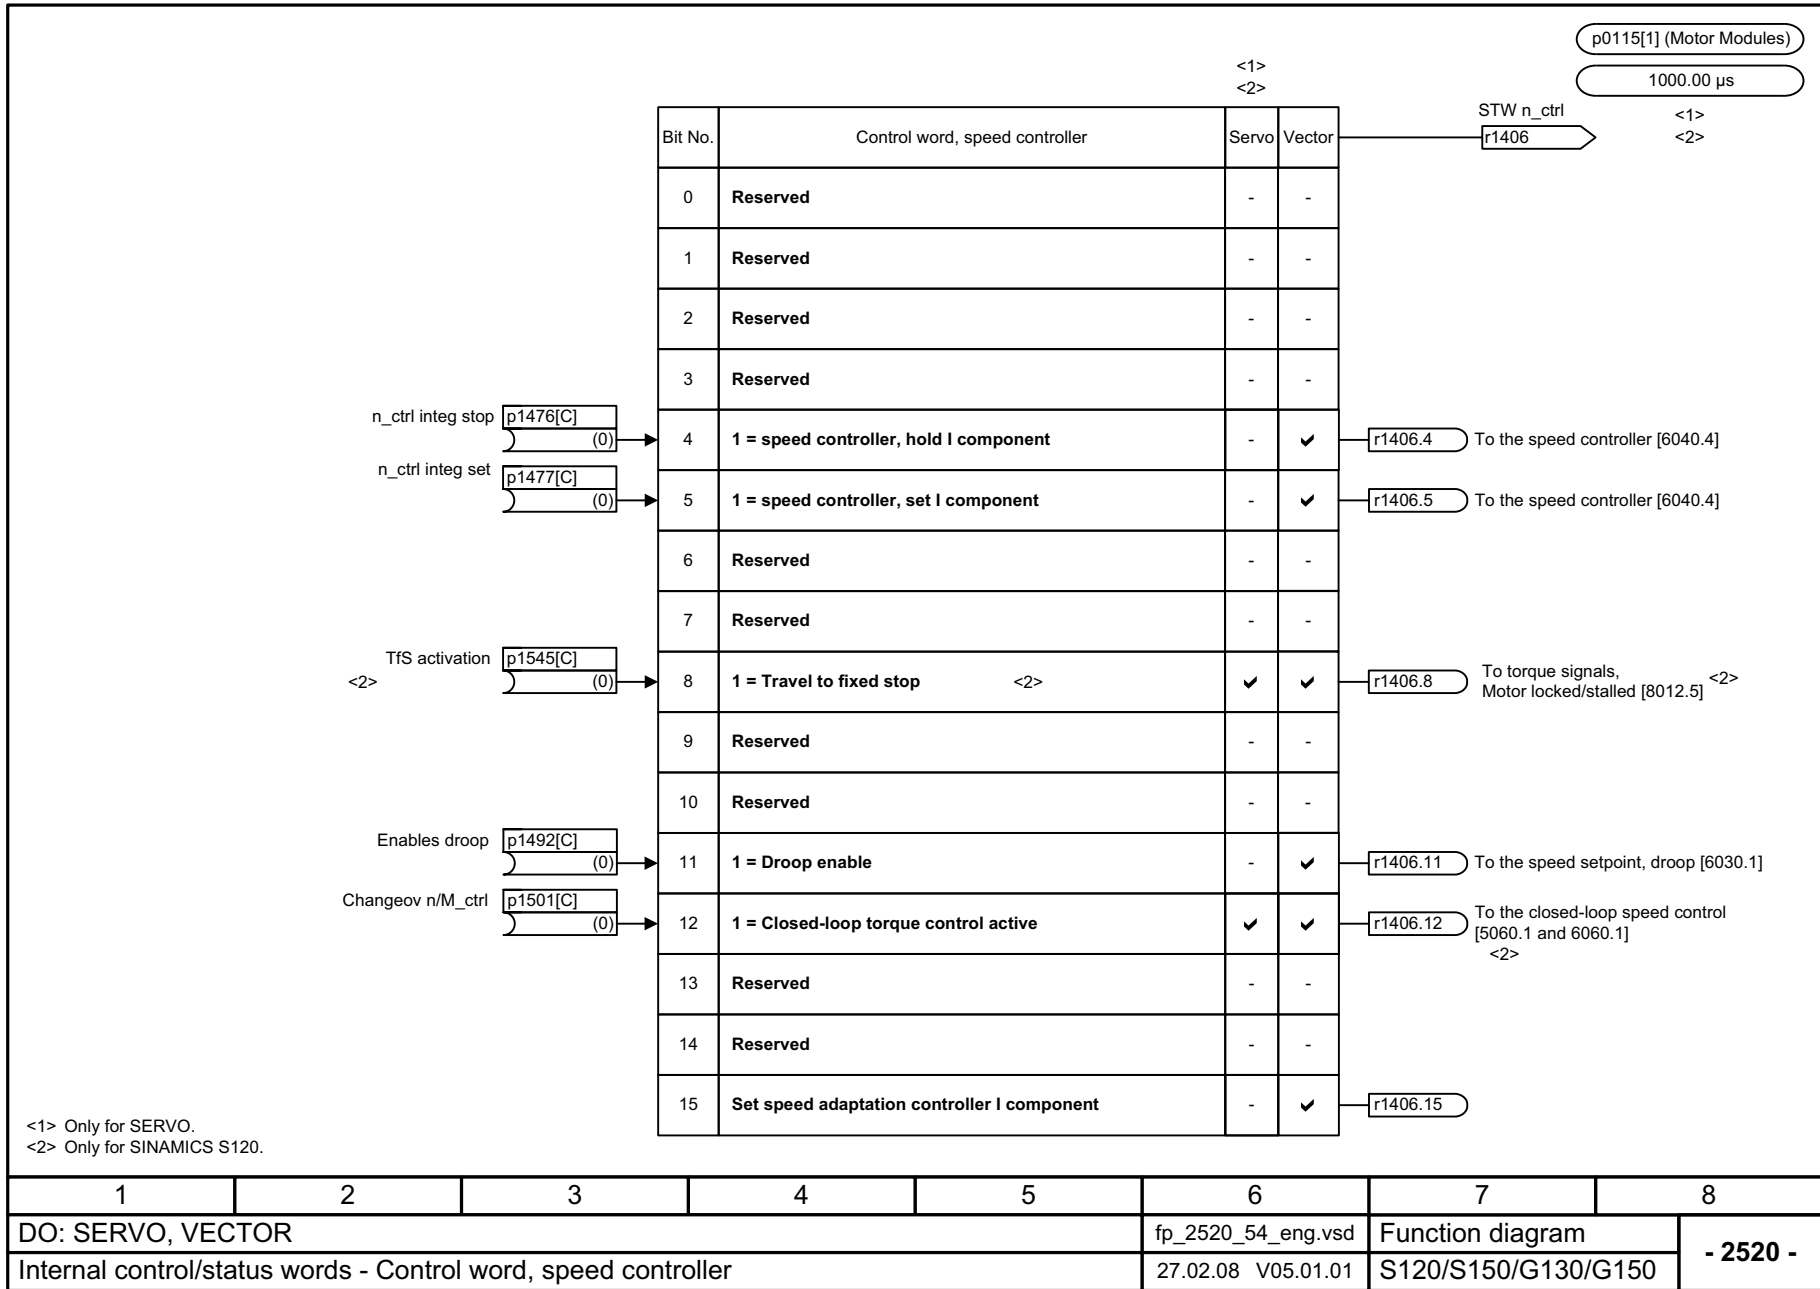 p0115[1] (Motor Modules)
1000.00 µs
<1>
<2>
<1>
<2>
STW n_ctrl
r1406
Bit No. Control word, speed controller Servo Vector
0 Reserved - -
1 Reserved - -
2 Reserved - -
3 Reserved - -
n_ctrl integ stop p1476[C]
(0) 4 1 = speed controller, hold I component - ✔ r1406.4 To the speed controller [6040.4]
n_ctrl integ set p1477[C]
(0) 5 1 = speed controller, set I component - ✔ r1406.5 To the speed controller [6040.4]
6 Reserved - -
7 Reserved - -
TfS activation p1545[C]
<2> (0) 8 1 = Travel to fixed stop <2> ✔ ✔ r1406.8 To torque signals,
Motor locked/stalled [8012.5] <2>
9 Reserved - -
10 Reserved - -
Enables droop p1492[C]
(0) 11 1 = Droop enable - ✔ r1406.11 To the speed setpoint, droop [6030.1]
Changeov n/M_ctrl p1501[C]
(0) 12 1 = Closed-loop torque control active ✔ ✔ r1406.12 To the closed-loop speed control
[5060.1 and 6060.1]
<2>
13 Reserved - -
14 Reserved - -
15 Set speed adaptation controller I component - ✔ r1406.15
<1> Only for SERVO.
<2> Only for SINAMICS S120.
1 2 3 4 5 6 7 8
DO: SERVO, VECTOR fp_2520_54_eng.vsd Function diagram
- 2520 -
Internal control/status words - Control word, speed controller 27.02.08 V05.01.01 S120/S150/G130/G150